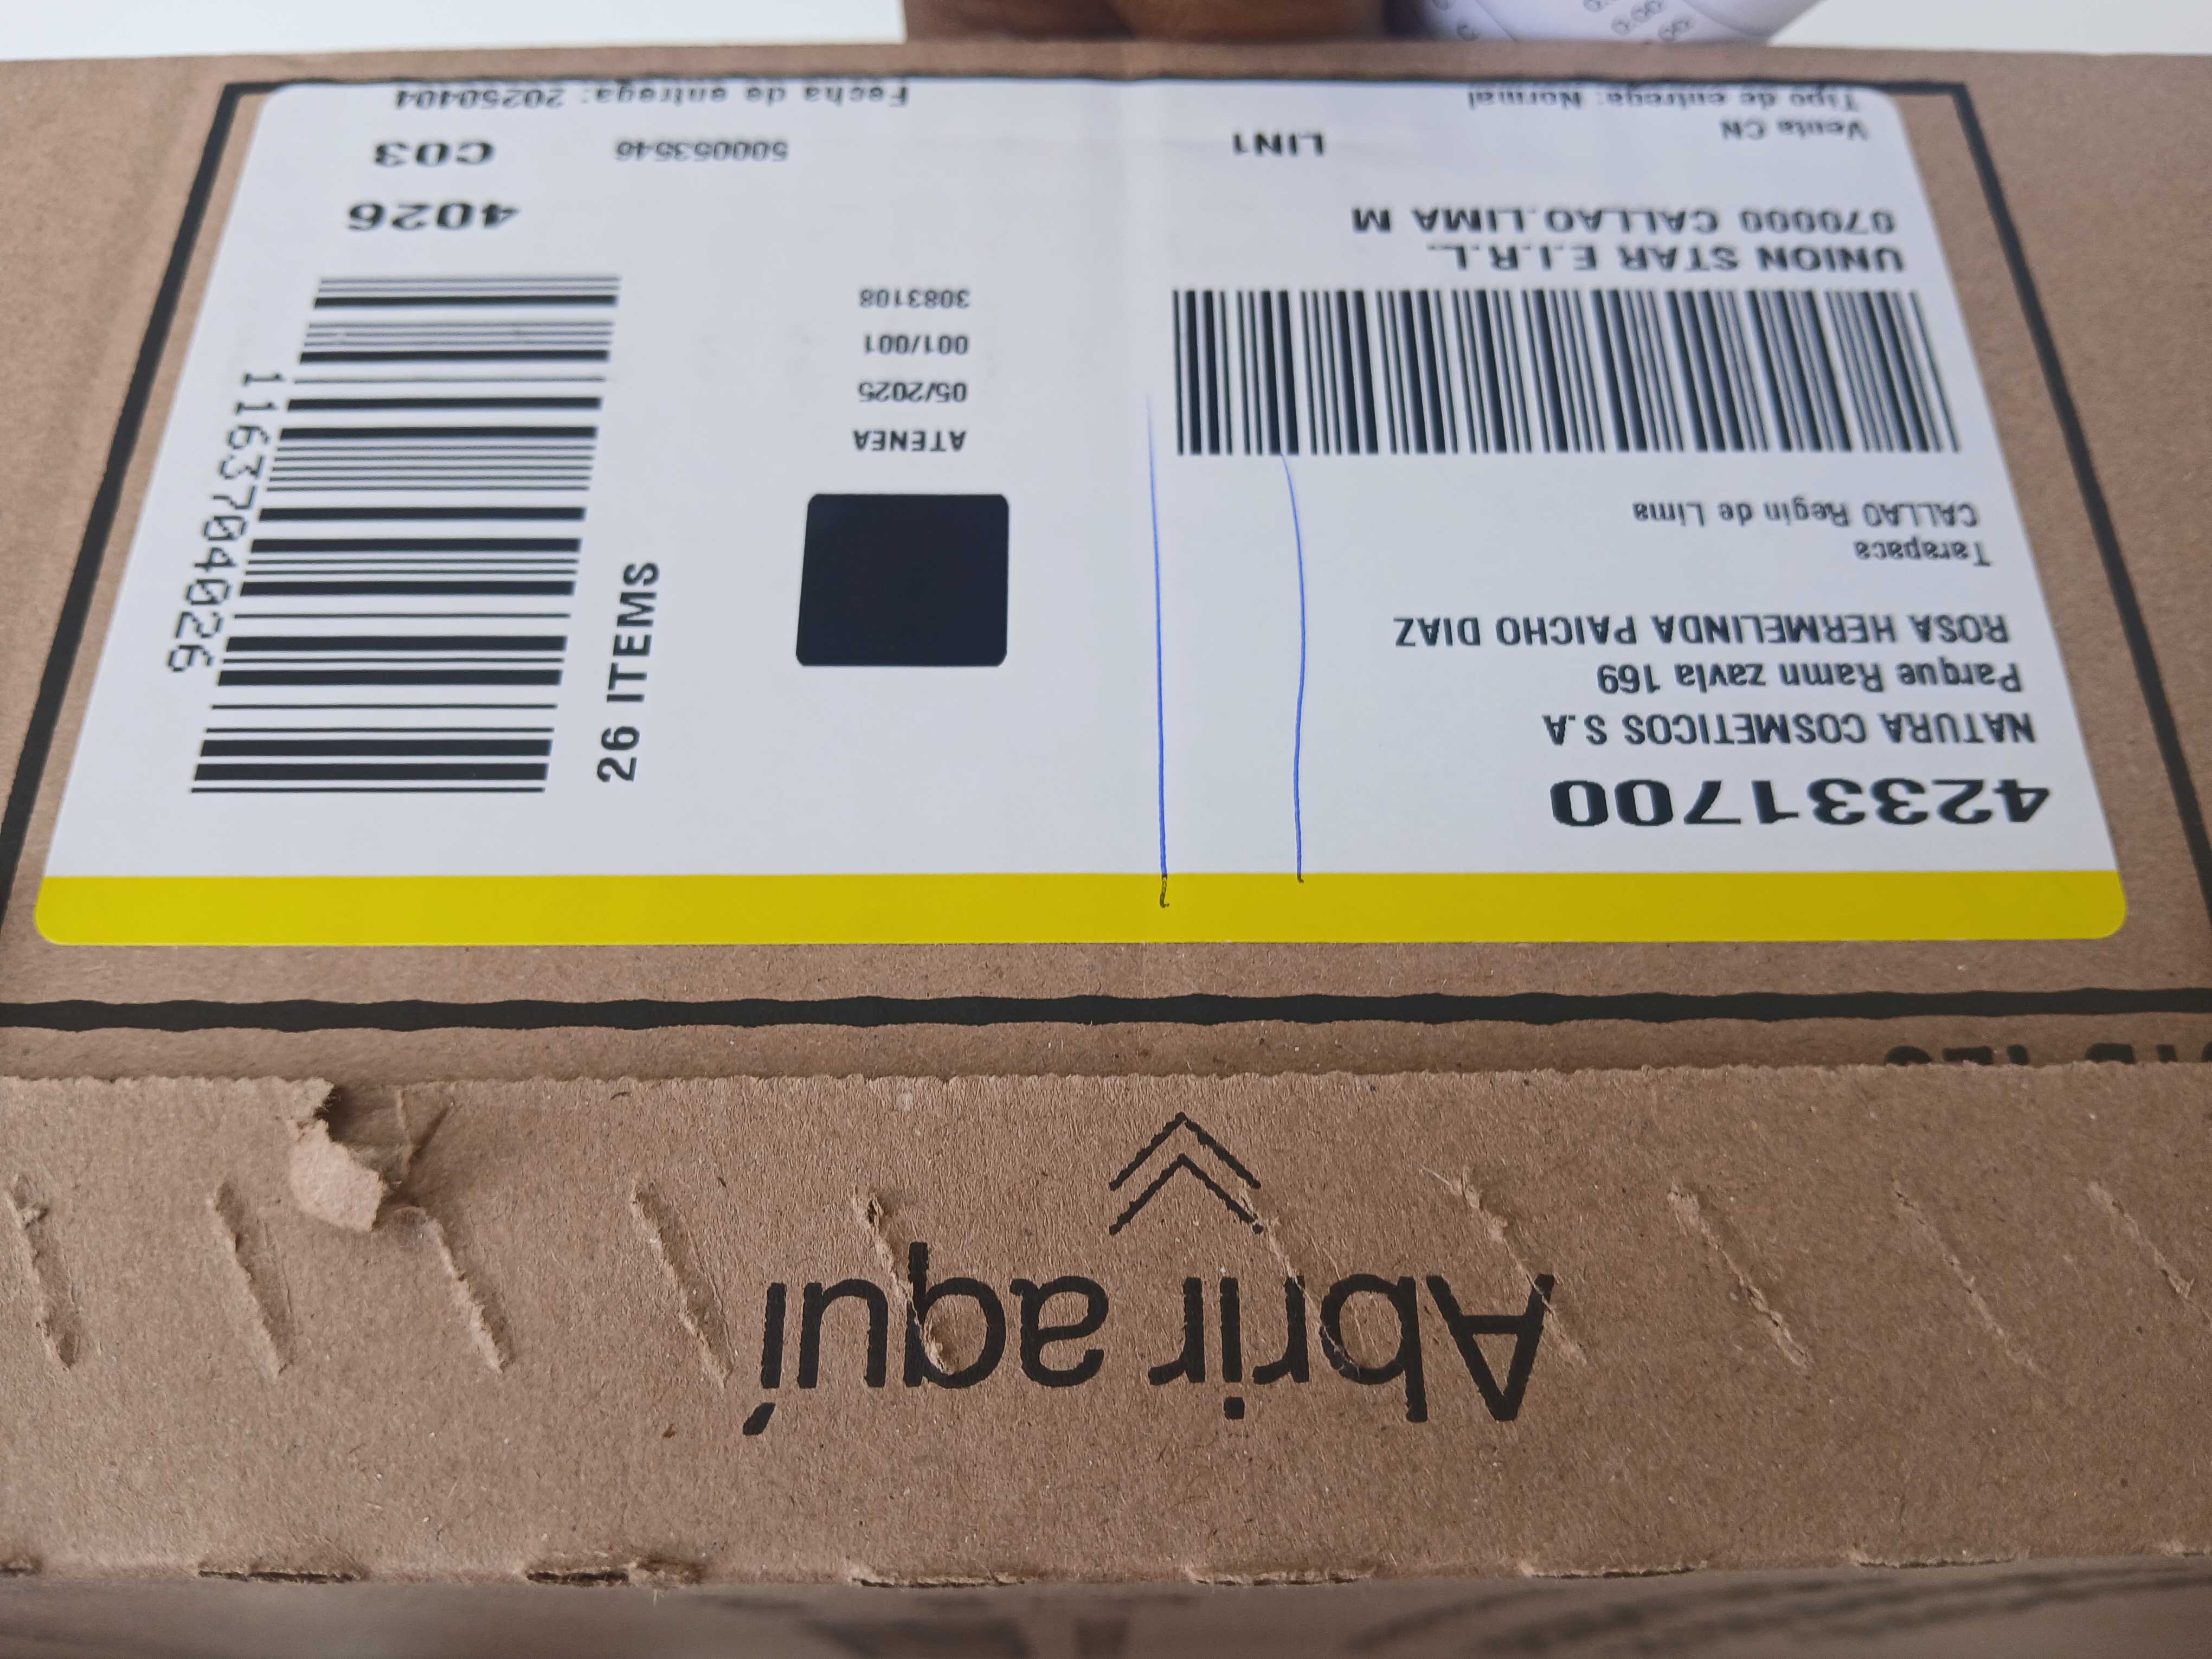 Abrir aquí
42331700
NATURA COSMETICOS S.A
Parque Ramn zavla 169
ROSA HERMELINDA PAICHO DIAZ
Tarapaca
CALLAO Regin de Lima
UNION STAR E.I.R.L.
070000 CALLAO.LIMA M
Venta CN
LIN1
Tipo de entrega: Normal
26 ITEMS
ATENEA
05/2025
001/001
3083108
1163704026
4026
500053546
C03
Fecha de entrega: 20250404